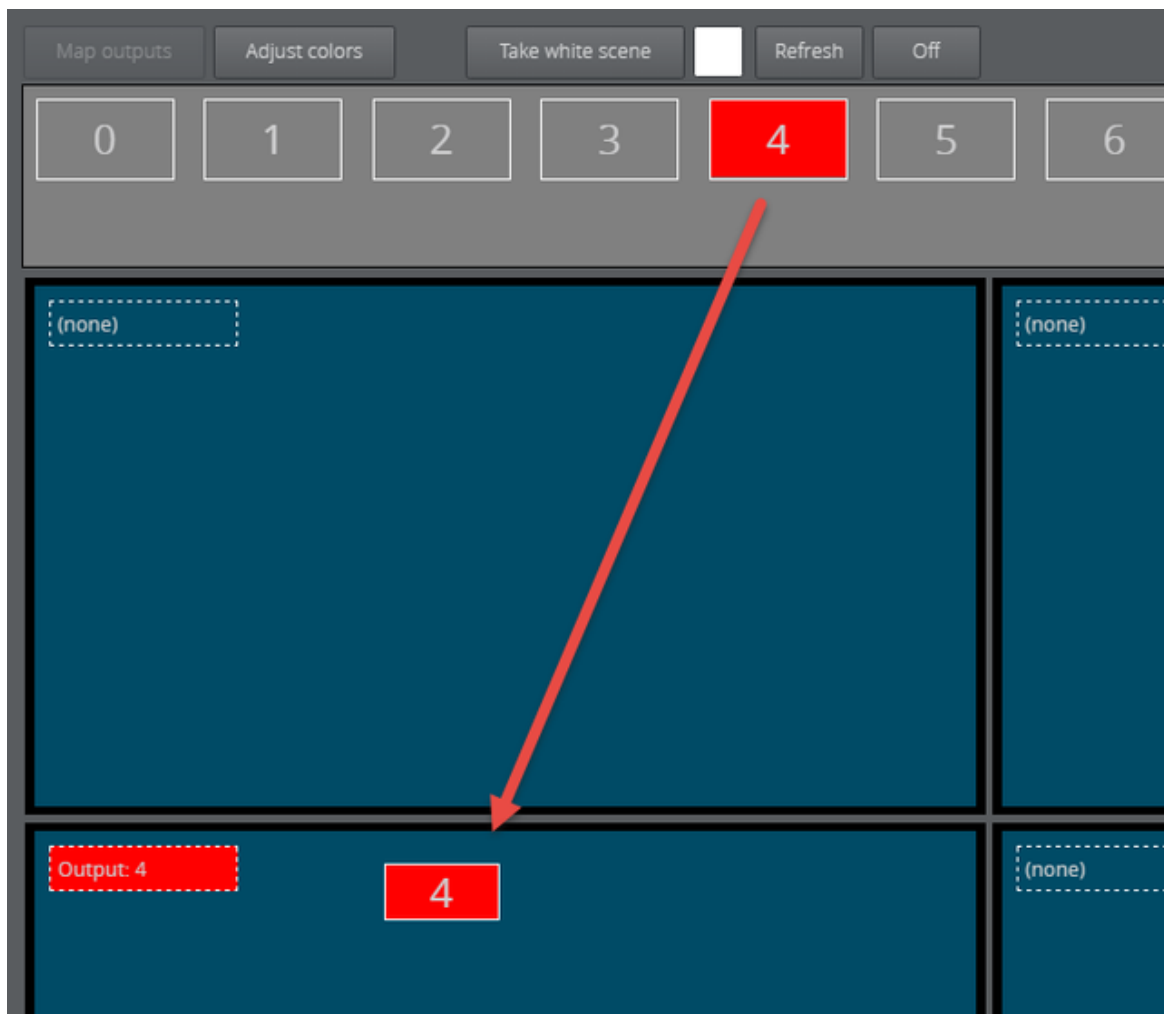 Map outputs Adjust colors Take white scene Refresh Off
0 1 2 3 4 5 6
(none) (none)
Output: 4 4 (none)